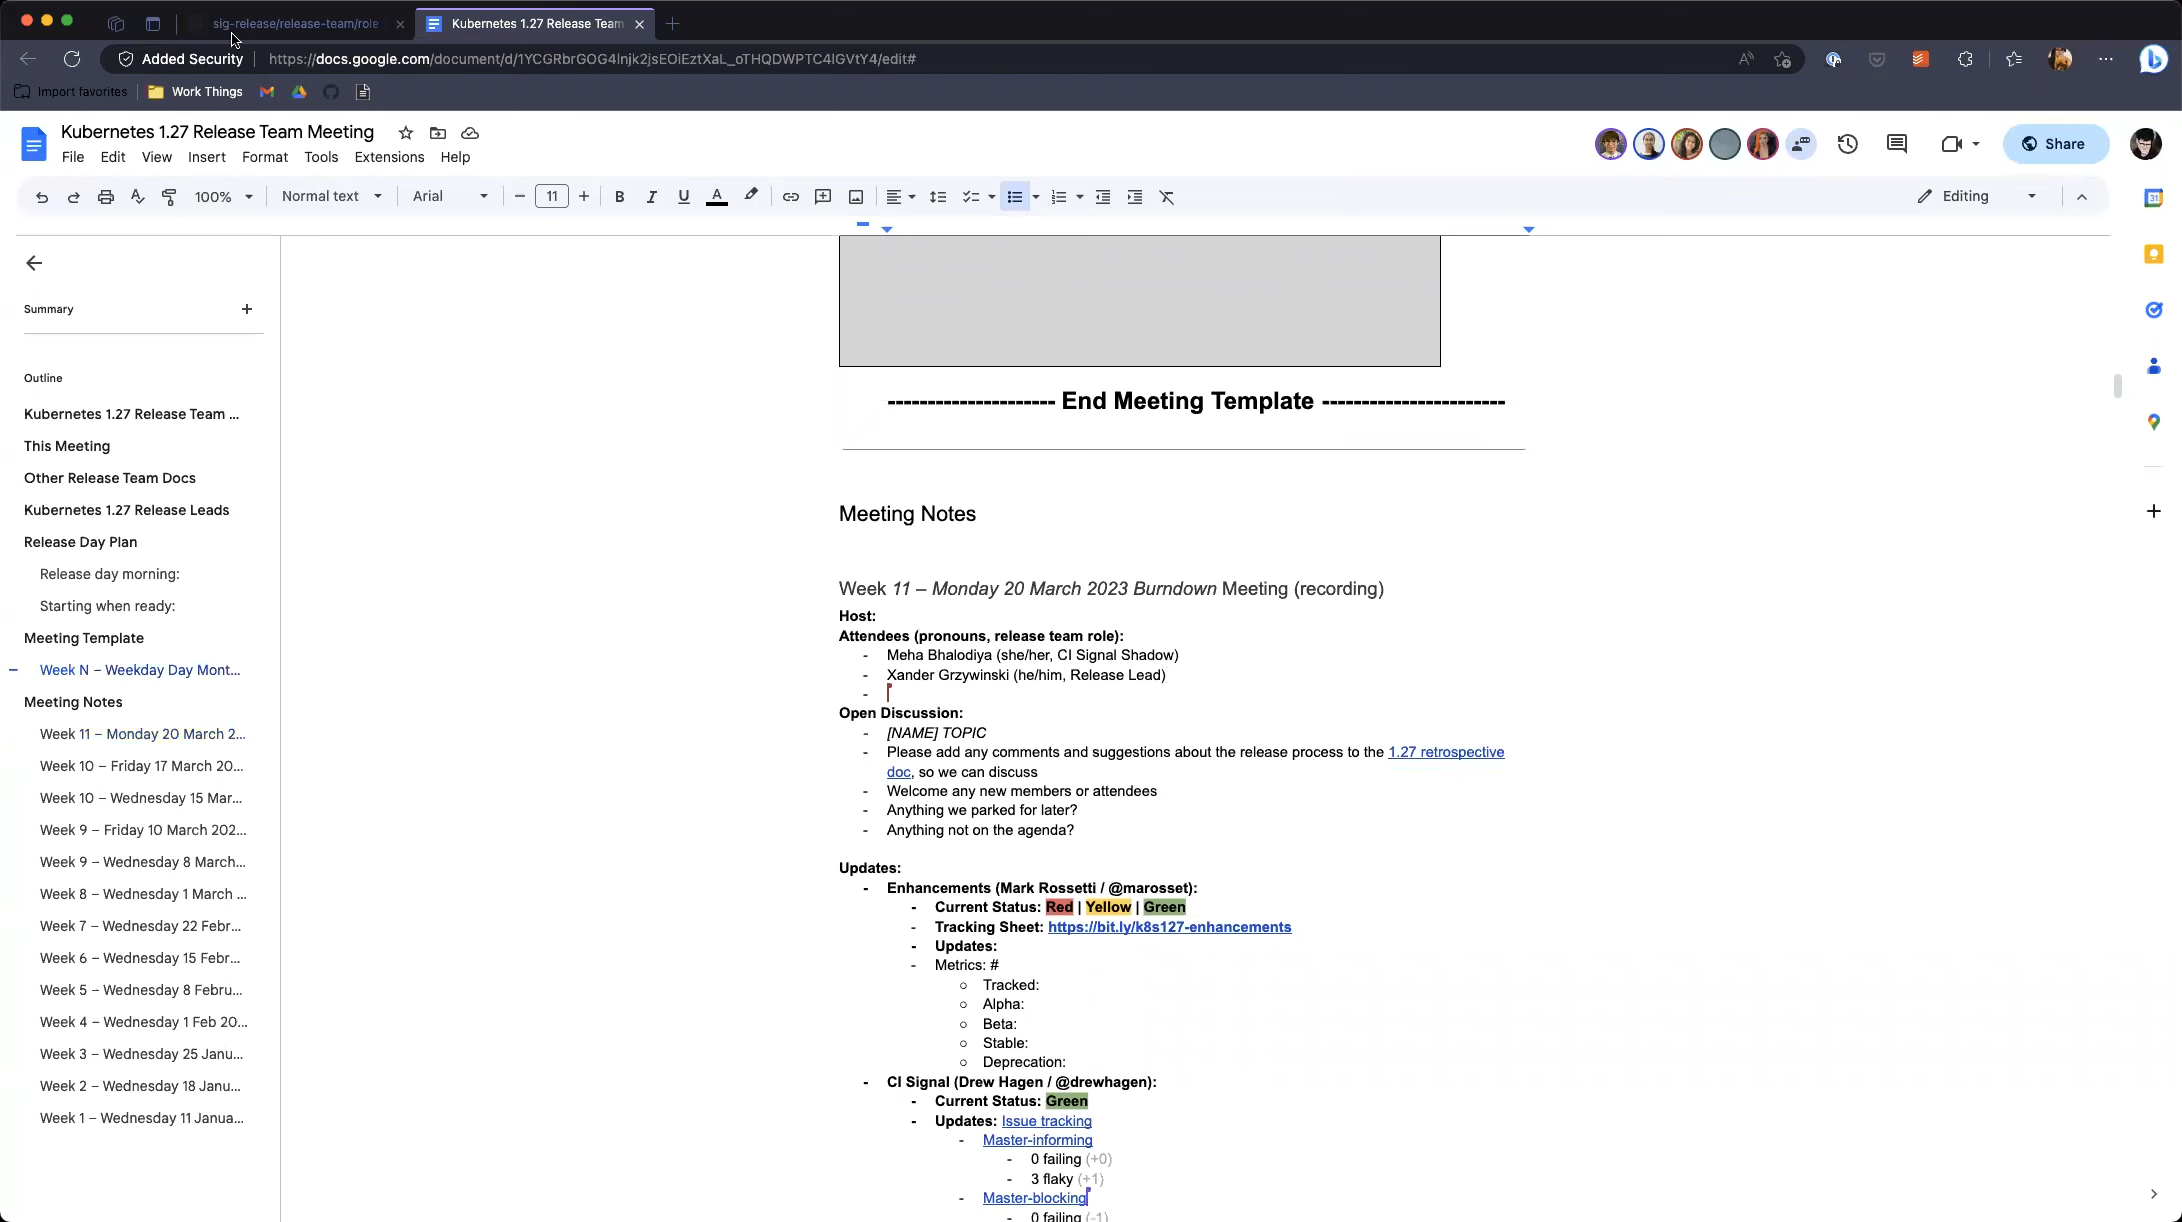 sig-release/release-team/role
Kubernetes 1.27 Release Team
Added Security
https://docs.google.com/document/d/1YCGRbrGOG4lnjk2jsEOiEztXaL_oTHQDWPTC4lGVtY4/edit#
Import favorites
Work Things
Kubernetes 1.27 Release Team Meeting
File Edit View Insert Format Tools Extensions Help
Share
100% Normal text Arial 11 Editing
Summary
Outline
Kubernetes 1.27 Release Team ...
This Meeting
Other Release Team Docs
Kubernetes 1.27 Release Leads
Release Day Plan
Release day morning:
Starting when ready:
Meeting Template
Week N – Weekday Day Mont...
Meeting Notes
Week 11 – Monday 20 March 2...
Week 10 – Friday 17 March 20...
Week 10 – Wednesday 15 Mar...
Week 9 – Friday 10 March 202...
Week 9 – Wednesday 8 March...
Week 8 – Wednesday 1 March ...
Week 7 – Wednesday 22 Febr...
Week 6 – Wednesday 15 Febr...
Week 5 – Wednesday 8 Febru...
Week 4 – Wednesday 1 Feb 20...
Week 3 – Wednesday 25 Janu...
Week 2 – Wednesday 18 Janu...
Week 1 – Wednesday 11 Janua...
--------------------- End Meeting Template -----------------------
Meeting Notes
Week 11 – Monday 20 March 2023 Burndown Meeting (recording)
Host:
Attendees (pronouns, release team role):
- Meha Bhalodiya (she/her, CI Signal Shadow)
- Xander Grzywinski (he/him, Release Lead)
-
Open Discussion:
- [NAME] TOPIC
- Please add any comments and suggestions about the release process to the 1.27 retrospective
doc, so we can discuss
- Welcome any new members or attendees
- Anything we parked for later?
- Anything not on the agenda?
Updates:
- Enhancements (Mark Rossetti / @marosset):
- Current Status: Red | Yellow | Green
- Tracking Sheet: https://bit.ly/k8s127-enhancements
- Updates:
- Metrics: #
○ Tracked:
○ Alpha:
○ Beta:
○ Stable:
○ Deprecation:
- CI Signal (Drew Hagen / @drewhagen):
- Current Status: Green
- Updates: Issue tracking
- Master-informing
- 0 failing (+0)
- 3 flaky (+1)
- Master-blocking
- 0 failing (-1)